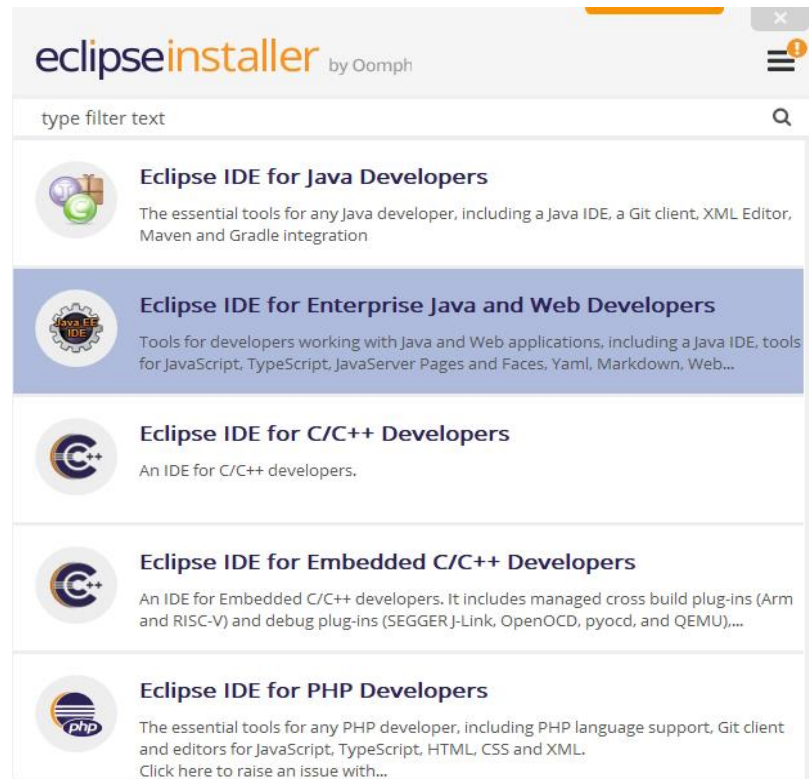 eclipseinstaller by Oomph
type filter text
Eclipse IDE for Java Developers
The essential tools for any Java developer, including a Java IDE, a Git client, XML Editor,
Maven and Gradle integration
Java EE
IDE
Eclipse IDE for Enterprise Java and Web Developers
Tools for developers working with Java and Web applications, including a Java IDE, tools
for JavaScript, TypeScript, JavaServer Pages and Faces, Yaml, Markdown, Web...
C++
Eclipse IDE for C/C++ Developers
An IDE for C/C++ developers.
C++
Eclipse IDE for Embedded C/C++ Developers
An IDE for Embedded C/C++ developers. It includes managed cross build plug-ins (Arm
and RISC-V) and debug plug-ins (SEGGER J-Link, OpenOCD, pyocd, and QEMU),...
php
Eclipse IDE for PHP Developers
The essential tools for any PHP developer, including PHP language support, Git client
and editors for JavaScript, TypeScript, HTML, CSS and XML.
Click here to raise an issue with...